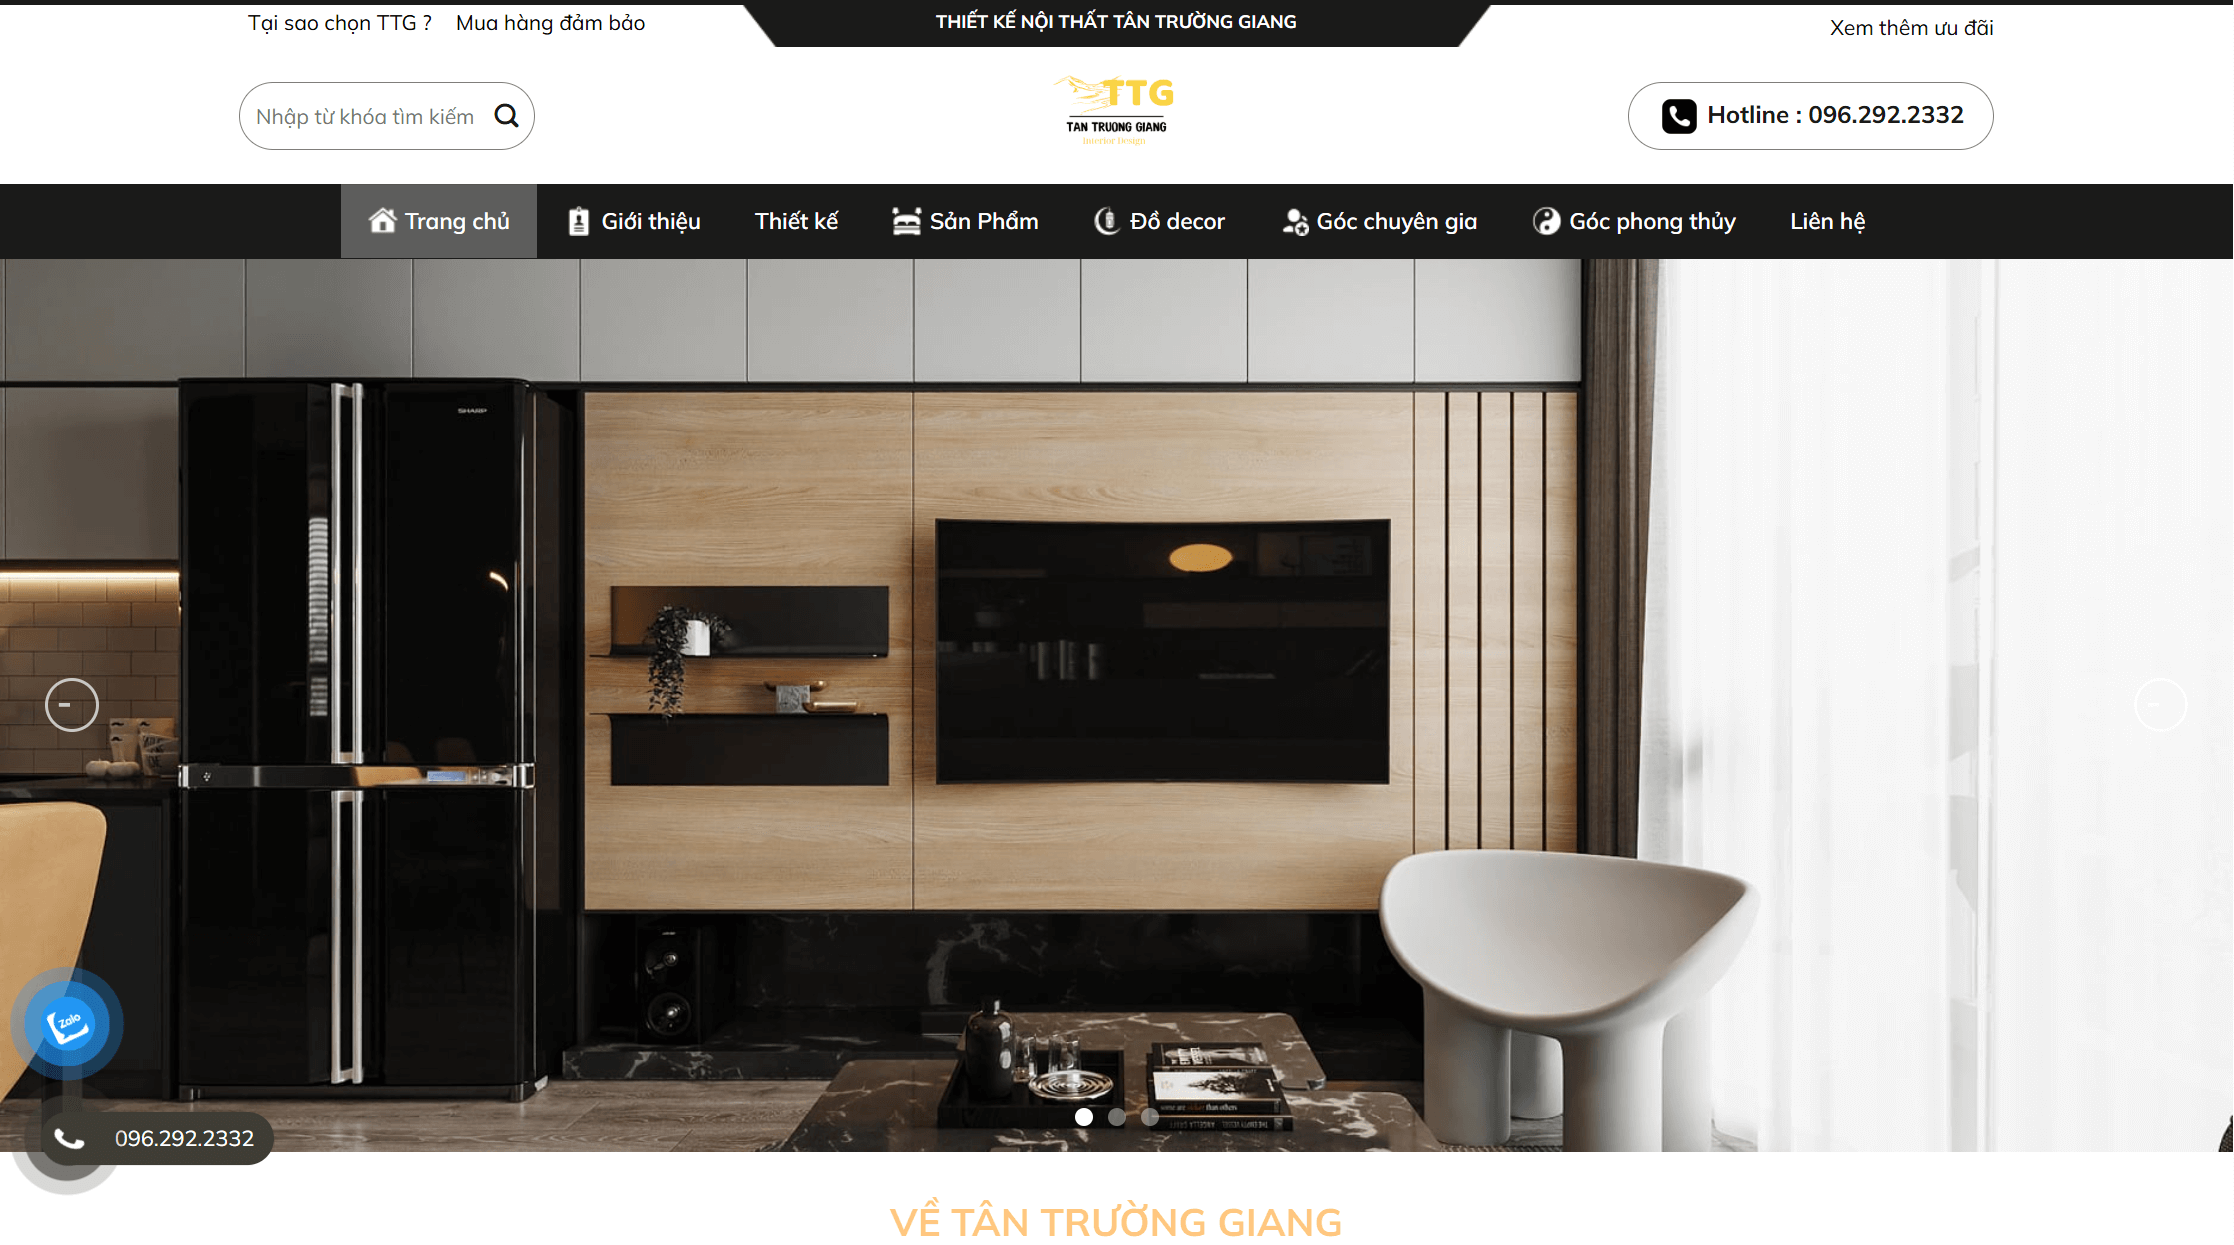 Tại sao chọn TTG ? Mua hàng đảm bảo
THIẾT KẾ NỘI THẤT TÂN TRƯỜNG GIANG
Xem thêm ưu đãi
Nhập từ khóa tìm kiếm
TTG
TAN TRUONG GIANG
Interior Design
Hotline : 096.292.2332
Trang chủ
Giới thiệu
Thiết kế
Sản Phẩm
Đồ decor
Góc chuyên gia
Góc phong thủy
Liên hệ
SHARP
Zalo
096.292.2332
VỀ TÂN TRƯỜNG GIANG